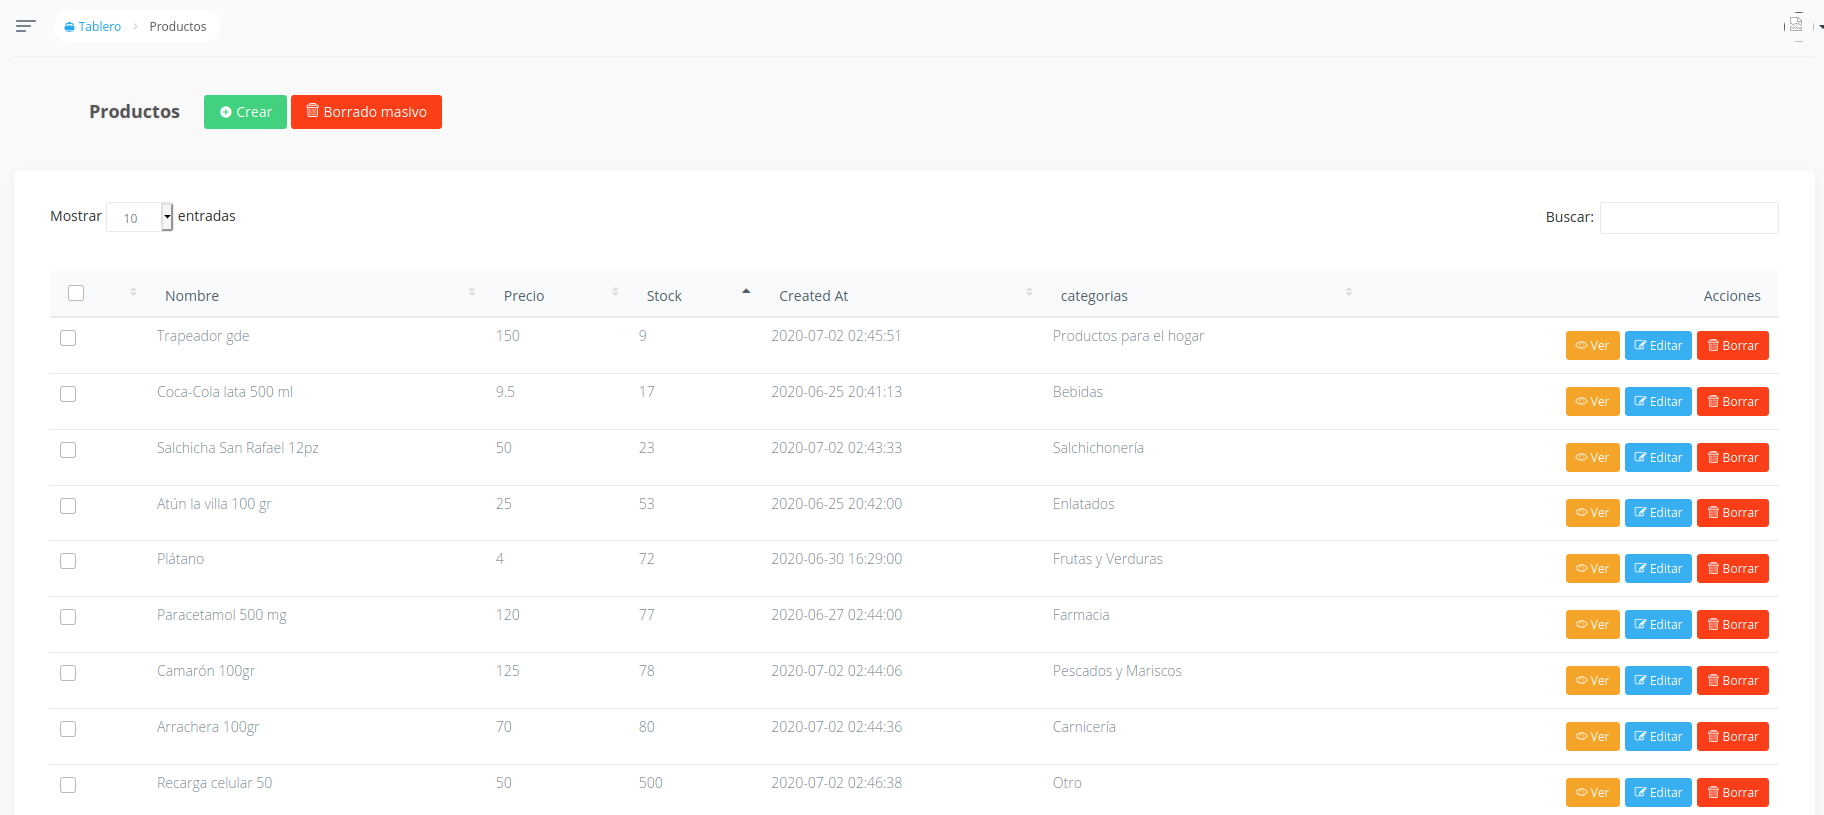 Tablero Productos
Productos Crear Borrado masivo
Mostrar 10 entradas Buscar:
Nombre Precio Stock Created At categorias Acciones
Trapeador gde 150 9 2020-07-02 02:45:51 Productos para el hogar Ver Editar Borrar
Coca-Cola lata 500 ml 9.5 17 2020-06-25 20:41:13 Bebidas Ver Editar Borrar
Salchicha San Rafael 12pz 50 23 2020-07-02 02:43:33 Salchichonería Ver Editar Borrar
Atún la villa 100 gr 25 53 2020-06-25 20:42:00 Enlatados Ver Editar Borrar
Plátano 4 72 2020-06-30 16:29:00 Frutas y Verduras Ver Editar Borrar
Paracetamol 500 mg 120 77 2020-06-27 02:44:00 Farmacia Ver Editar Borrar
Camarón 100gr 125 78 2020-07-02 02:44:06 Pescados y Mariscos Ver Editar Borrar
Arrachera 100gr 70 80 2020-07-02 02:44:36 Carnicería Ver Editar Borrar
Recarga celular 50 50 500 2020-07-02 02:46:38 Otro Ver Editar Borrar